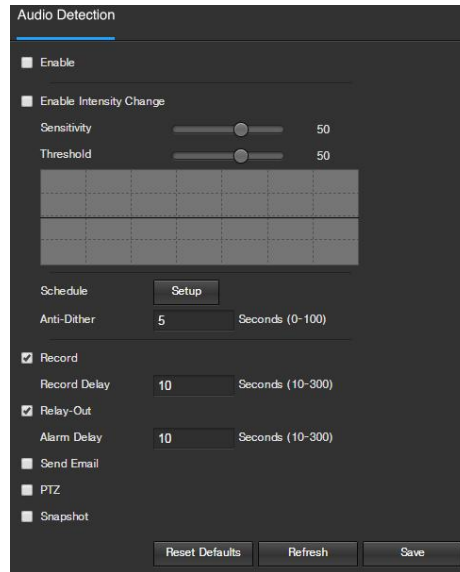 Audio Detection
Enable
Enable Intensity Change
Sensitivity 50
Threshold 50
Schedule Setup
Anti-Dither 5 Seconds (0-100)
Record
Record Delay 10 Seconds (10-300)
Relay-Out
Alarm Delay 10 Seconds (10-300)
Send Email
PTZ
Snapshot
Reset Defaults Refresh Save